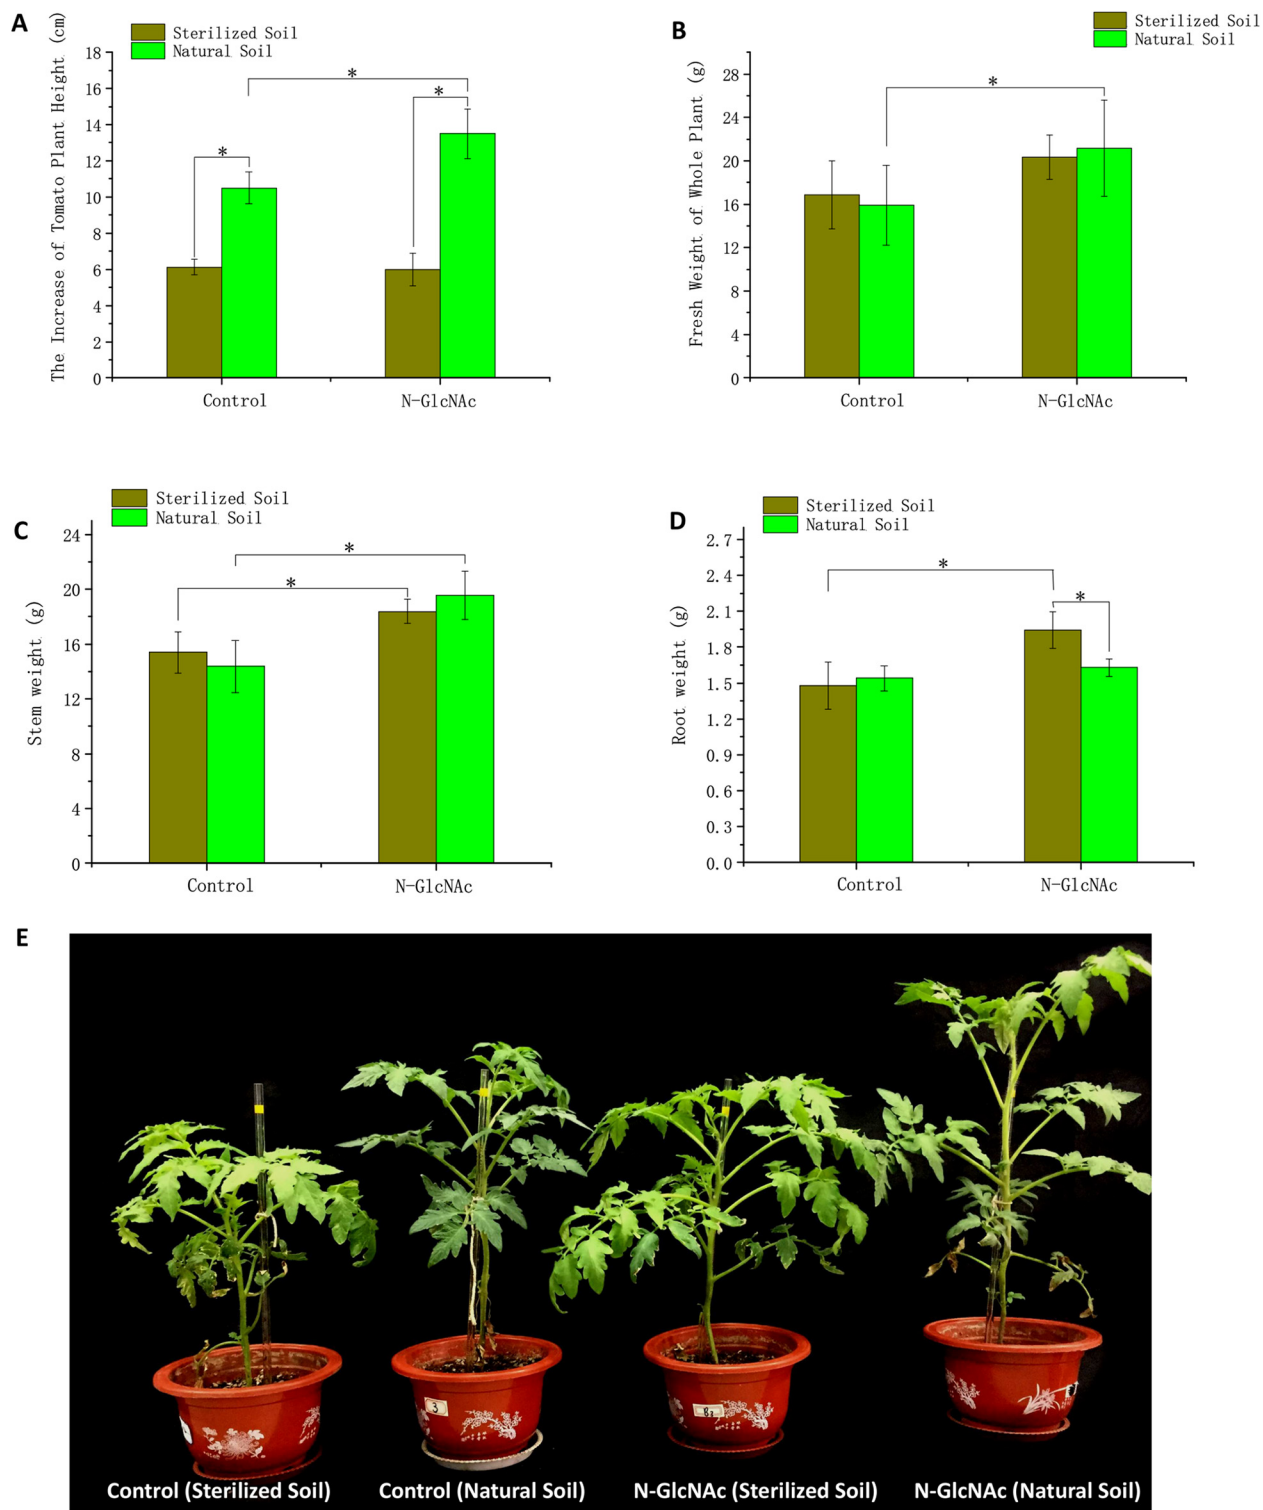 A
Sterilized Soil
Natural Soil
The Increase of Tomato Plant Height (cm)
18
16
14
12
10
8
6
4
2
0
*
*
*
Control
N-GlcNAc
B
Sterilized Soil
Natural Soil
Fresh Weight of Whole Plant (g)
28
24
20
16
12
8
4
0
*
Control
N-GlcNAc
C
Sterilized Soil
Natural Soil
Stem weight (g)
24
20
16
12
8
4
0
*
*
Control
N-GlcNAc
D
Sterilized Soil
Natural Soil
Root weight (g)
2.7
2.4
2.1
1.8
1.5
1.2
0.9
0.6
0.3
0.0
*
*
Control
N-GlcNAc
E
3
B3
Control (Sterilized Soil)
Control (Natural Soil)
N-GlcNAc (Sterilized Soil)
N-GlcNAc (Natural Soil)